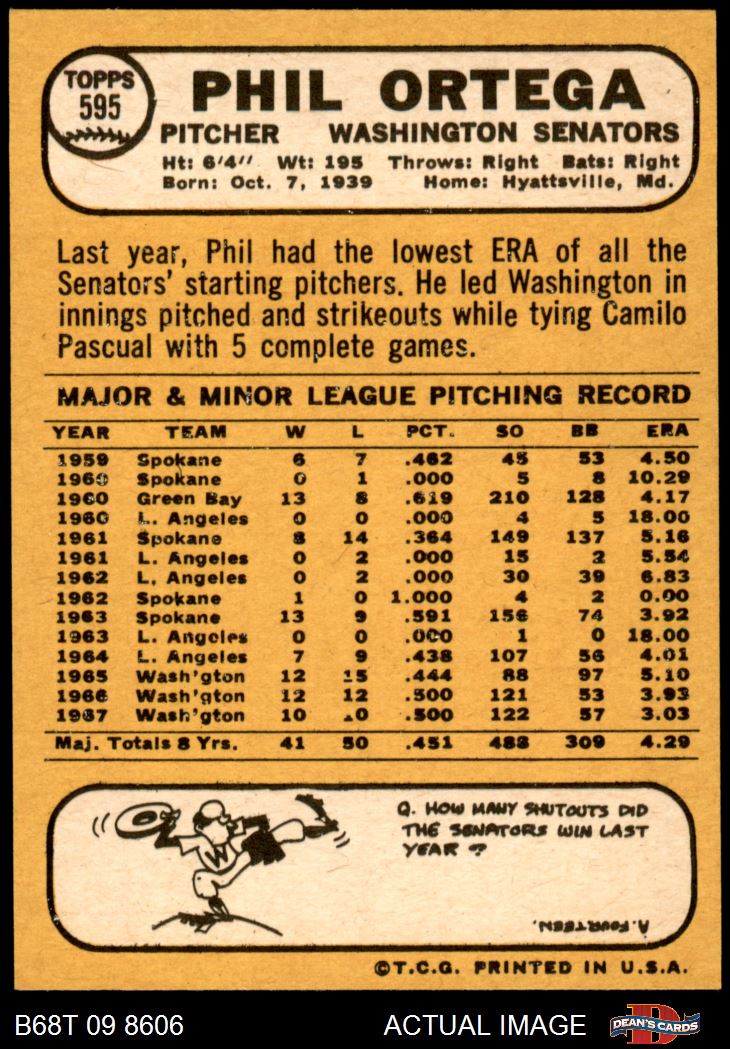 TOPPS
595
PHIL ORTEGA
PITCHER WASHINGTON SENATORS
Ht: 6'4'' Wt: 195 Throws: Right Bats: Right
Born: Oct. 7, 1939 Home: Hyattsville, Md.
Last year, Phil had the lowest ERA of all the
Senators' starting pitchers. He led Washington in
innings pitched and strikeouts while tying Camilo
Pascual with 5 complete games.
MAJOR & MINOR LEAGUE PITCHING RECORD
YEAR TEAM W L PCT. SO BB ERA
1959 Spokane 6 7 .462 45 53 4.50
1960 Spokane 0 1 .000 5 8 10.29
1960 Green Bay 13 8 .619 210 128 4.17
1960 L. Angeles 0 0 .000 4 5 18.00
1961 Spokane 8 14 .364 149 137 5.16
1961 L. Angeles 0 2 .000 15 2 5.54
1962 L. Angeles 0 2 .000 30 39 6.83
1962 Spokane 1 0 1.000 4 2 0.00
1963 Spokane 13 9 .591 156 74 3.92
1963 L. Angeles 0 0 .000 1 0 18.00
1964 L. Angeles 7 9 .438 107 56 4.01
1965 Wash'gton 12 15 .444 88 97 5.10
1966 Wash'gton 12 12 .500 121 53 3.93
1967 Wash'gton 10 10 .500 122 57 3.03
Maj. Totals 8 Yrs. 41 50 .451 488 309 4.29
W
Q. HOW MANY SHUTOUTS DID
THE SENATORS WIN LAST
YEAR ?
A. FOURTEEN.
©T.C.G. PRINTED IN U.S.A.
B68T 09 8606 ACTUAL IMAGE DEAN'S CARDS